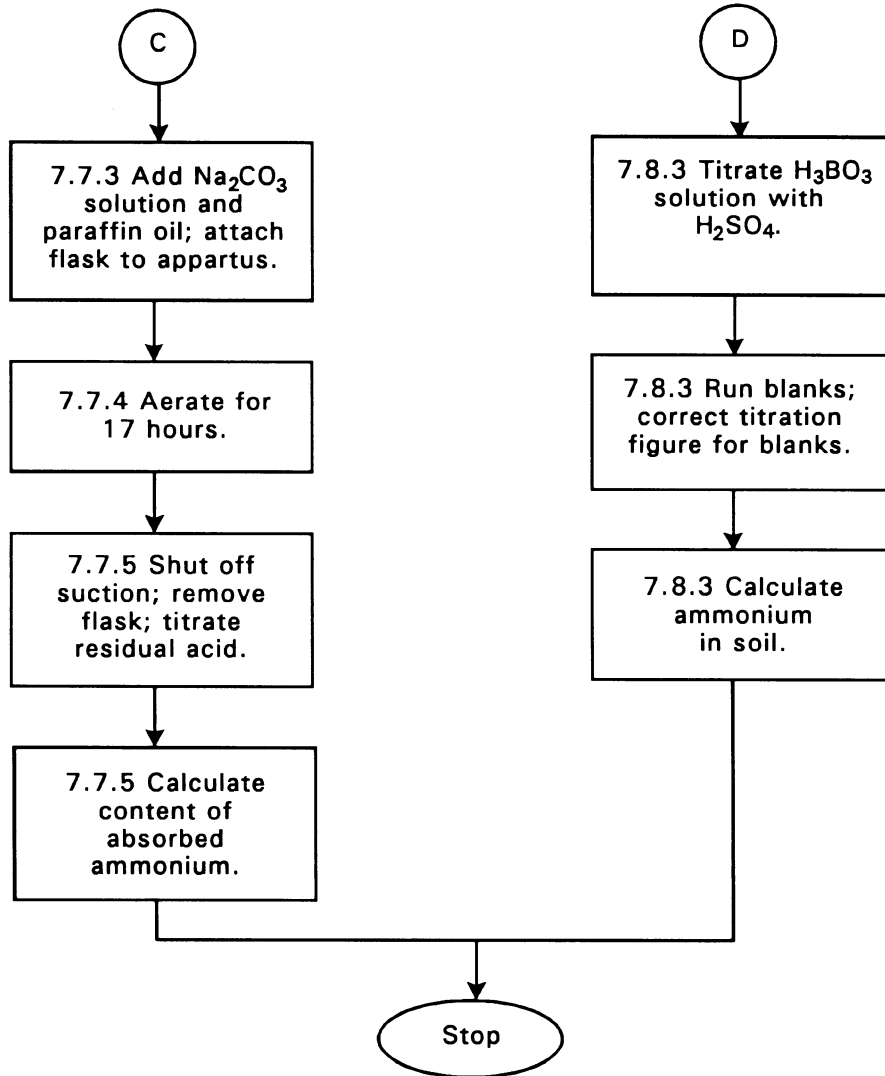 C
7.7.3 Add Na₂CO₃
solution and
paraffin oil; attach
flask to appartus.
7.7.4 Aerate for
17 hours.
7.7.5 Shut off
suction; remove
flask; titrate
residual acid.
7.7.5 Calculate
content of
absorbed
ammonium.
D
7.8.3 Titrate H₃BO₃
solution with
H₂SO₄.
7.8.3 Run blanks;
correct titration
figure for blanks.
7.8.3 Calculate
ammonium
in soil.
Stop